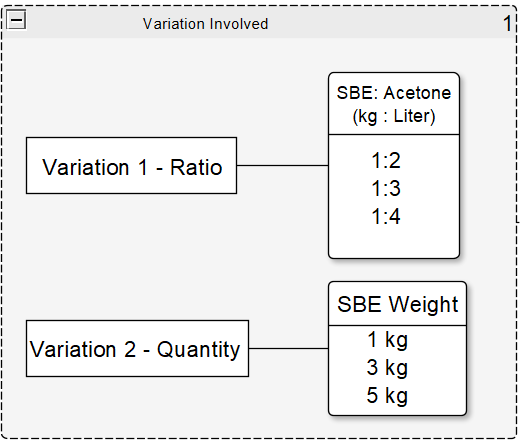 Variation Involved
1
SBE: Acetone
(kg : Liter)
Variation 1 - Ratio
1:2
1:3
1:4
SBE Weight
Variation 2 - Quantity
1 kg
3 kg
5 kg